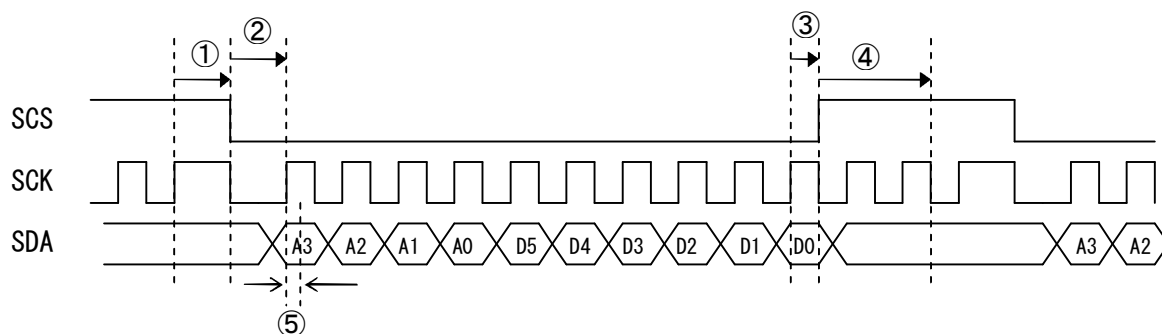 ① ② ③ ④
SCS
SCK
SDA A3 A2 A1 A0 D5 D4 D3 D2 D1 D0 A3 A2
⑤